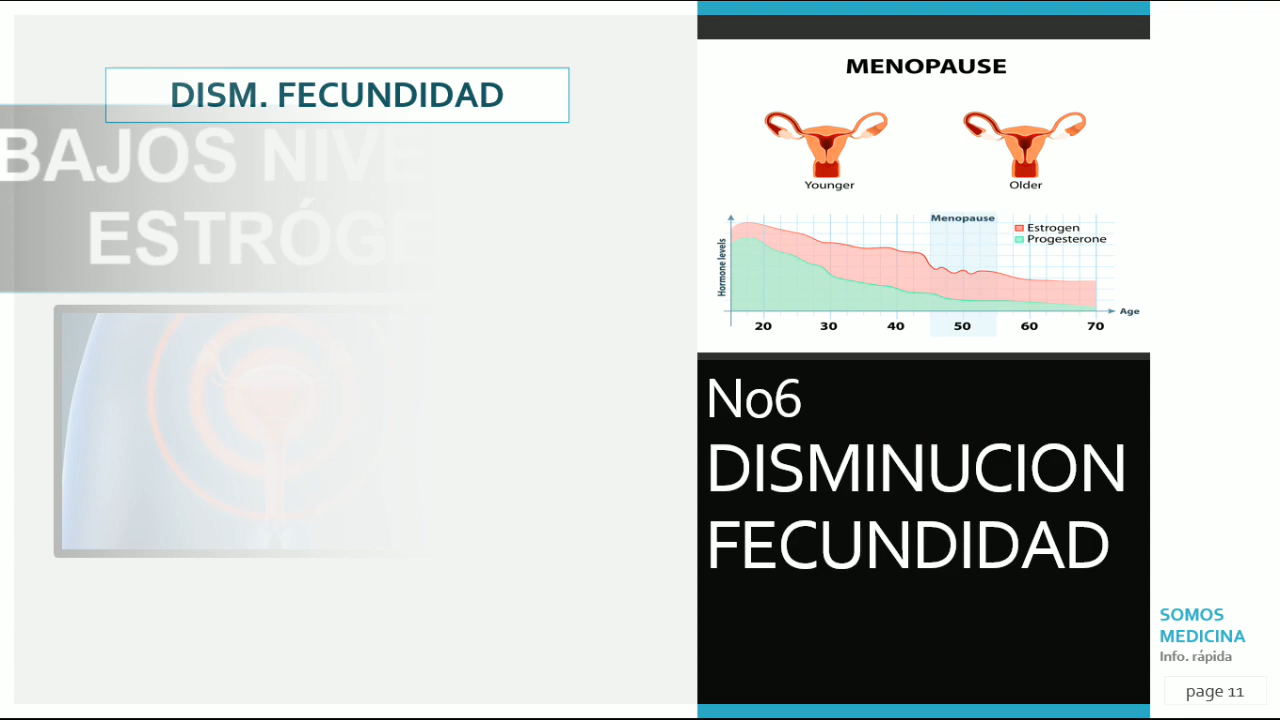 DISM. FECUNDIDAD
BAJOS
MENOPAUSE
Younger
Older
Menopause
Estrogen
Progesterone
Hormone levels
Age
20 30 40 50 60 70
No6
DISMINUCION
FECUNDIDAD
SOMOS
MEDICINA
Info. rápida
page 11